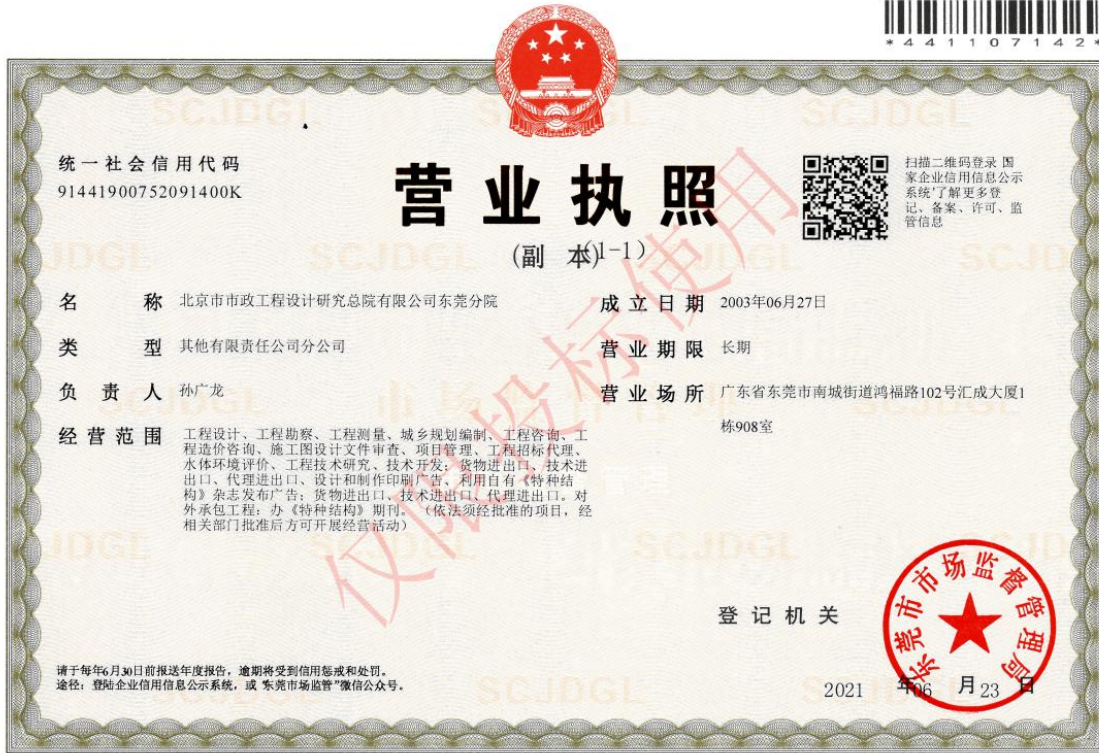 *441107142*
统一社会信用代码
91441900752091400K
营业执照
(副 本)(1-1)
扫描二维码登录 国
家企业信用信息公示
系统'了解更多登
记、备案、许可、监
管信息
名 称 北京市市政工程设计研究总院有限公司东莞分院
类 型 其他有限责任公司分公司
负 责 人 孙广龙
经 营 范 围 工程设计、工程勘察、工程测量、城乡规划编制、工程咨询、工
程造价咨询、施工图设计文件审查、项目管理、工程招标代理、
水体环境评价、工程技术研究、技术开发；货物进出口、技术进
出口、代理进出口、设计和制作印刷广告、利用自有《特种结
构》杂志发布广告；货物进出口、技术进出口、代理进出口。对
外承包工程；办《特种结构》期刊。（依法须经批准的项目，经
相关部门批准后方可开展经营活动）
成 立 日 期 2003年06月27日
营 业 期 限 长期
营 业 场 所 广东省东莞市南城街道鸿福路102号汇成大厦1
栋908室
仅限投标使用
登 记 机 关
东莞市市场监督管理局
2021 年06 月23 日
请于每年6月30日前报送年度报告，逾期将受到信用惩戒和处罚。
途径：登陆企业信用信息公示系统，或“东莞市场监管”微信公众号。
SCJDGL